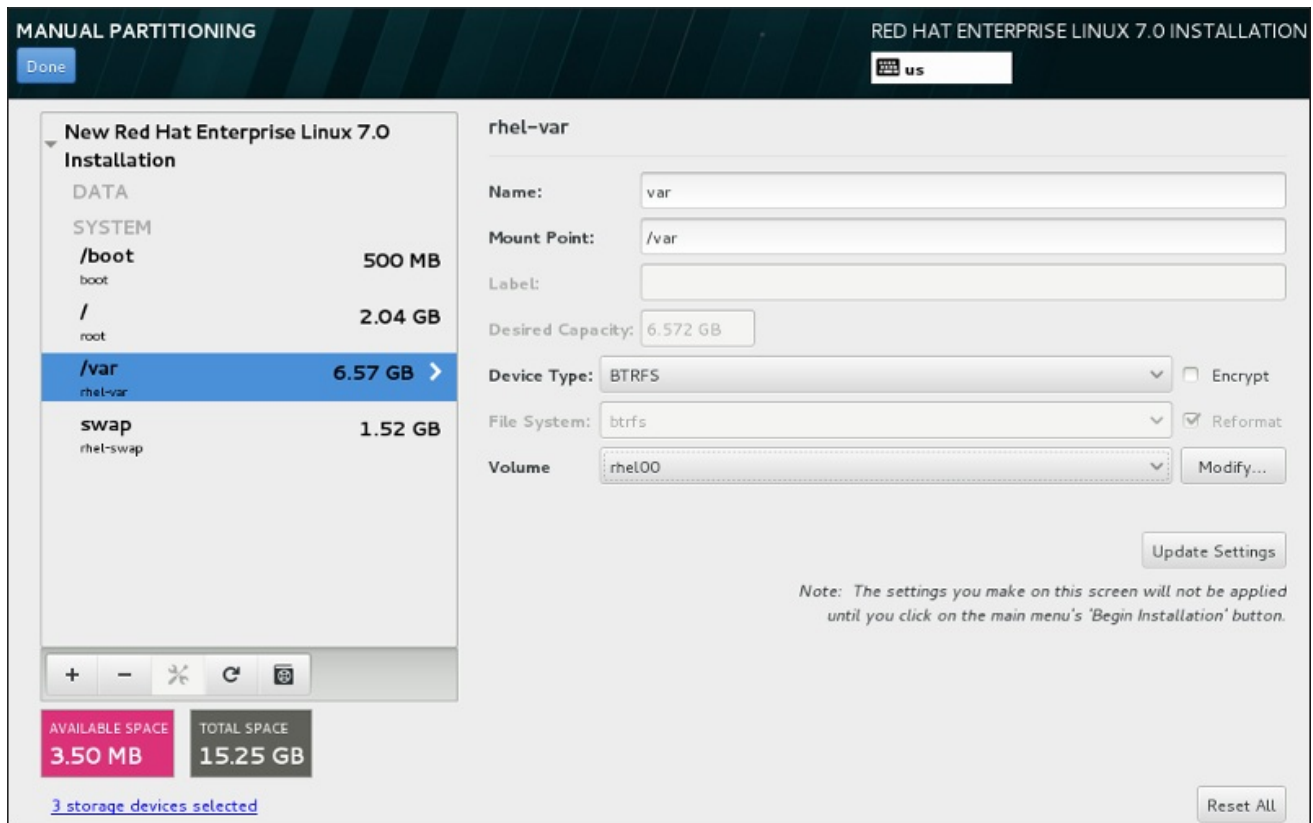 MANUAL PARTITIONING
RED HAT ENTERPRISE LINUX 7.0 INSTALLATION
Done
us
New Red Hat Enterprise Linux 7.0
Installation
DATA
SYSTEM
/boot
500 MB
boot
/
2.04 GB
root
/var
6.57 GB
rhel-var
swap
1.52 GB
rhel-swap
+ -
AVAILABLE SPACE
3.50 MB
TOTAL SPACE
15.25 GB
3 storage devices selected
rhel-var
Name: var
Mount Point: /var
Label:
Desired Capacity: 6.572 GB
Device Type: BTRFS Encrypt
File System: btrfs Reformat
Volume rhel00 Modify...
Update Settings
Note: The settings you make on this screen will not be applied
until you click on the main menu's 'Begin Installation' button.
Reset All